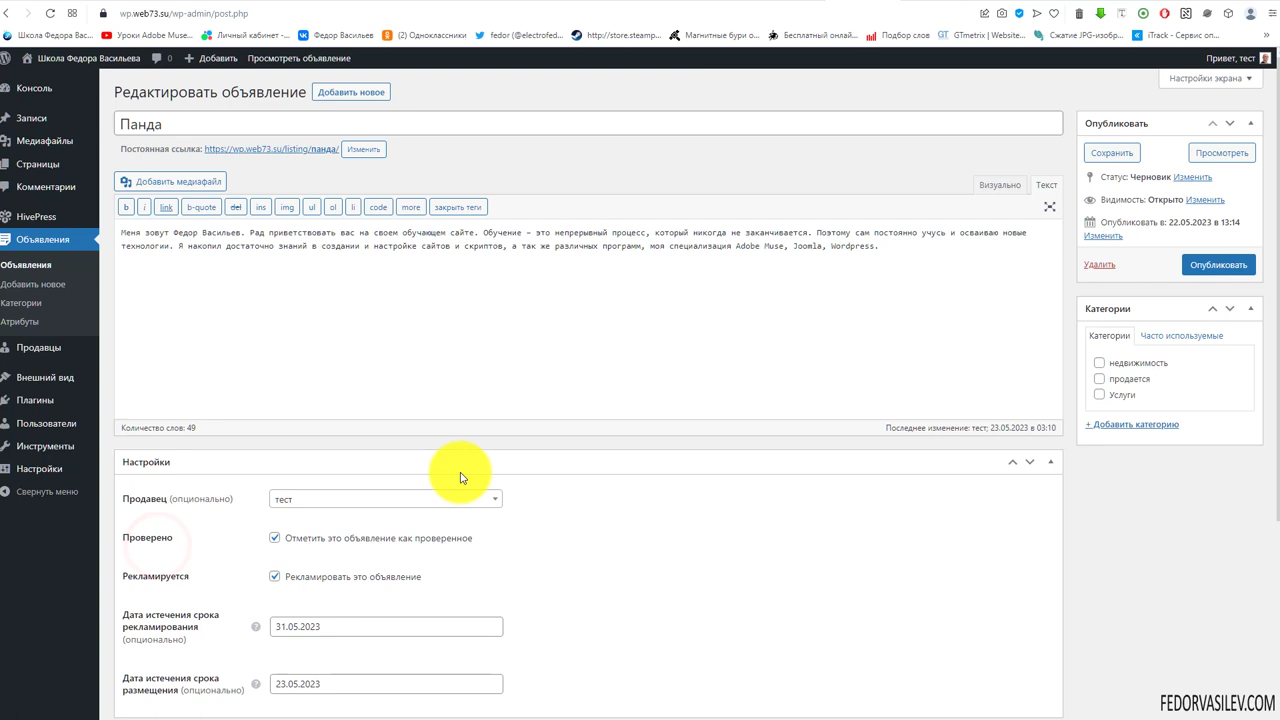 wp.web73.su/wp-admin/post.php
Школа Федора Вас...
Уроки Adobe Muse...
Личный кабинет -...
Федор Васильев
(2) Одноклассники
fedor (@electrofed...
http://store.steamp...
Магнитные бури о...
Бесплатный онлай...
Подбор слов
GTmetrix | Website...
Сжатие JPG-изобр...
iTrack - Сервис оп...
Школа Федора Васильева
0
Добавить
Просмотреть объявление
Привет, тест
Консоль
Записи
Медиафайлы
Страницы
Комментарии
HivePress
Объявления
Объявления
Добавить новое
Категории
Атрибуты
Продавцы
Внешний вид
Плагины
Пользователи
Инструменты
Настройки
Свернуть меню
Настройки экрана
Редактировать объявление
Добавить новое
Панда
Постоянная ссылка: https://wp.web73.su/listing/панда/
Изменить
Добавить медиафайл
Визуально
Текст
b
i
link
b-quote
del
ins
img
ul
ol
li
code
more
закрыть теги
Меня зовут Федор Васильев. Рад приветствовать вас на своем обучающем сайте. Обучение – это непрерывный процесс, который никогда не заканчивается. Поэтому сам постоянно учусь и осваиваю новые
технологии. Я накопил достаточно знаний в создании и настройке сайтов и скриптов, а так же различных программ, моя специализация Adobe Muse, Joomla, Wordpress.
Количество слов: 49
Последнее изменение: тест; 23.05.2023 в 03:10
Настройки
Продавец (опционально)
тест
Проверено
Отметить это объявление как проверенное
Рекламируется
Рекламировать это объявление
Дата истечения срока
рекламирования
(опционально)
31.05.2023
Дата истечения срока
размещения (опционально)
23.05.2023
Опубликовать
Сохранить
Просмотреть
Статус: Черновик Изменить
Видимость: Открыто Изменить
Опубликовать в: 22.05.2023 в 13:14
Изменить
Удалить
Опубликовать
Категории
Категории
Часто используемые
недвижимость
продается
Услуги
+ Добавить категорию
FEDORVASILEV.COM